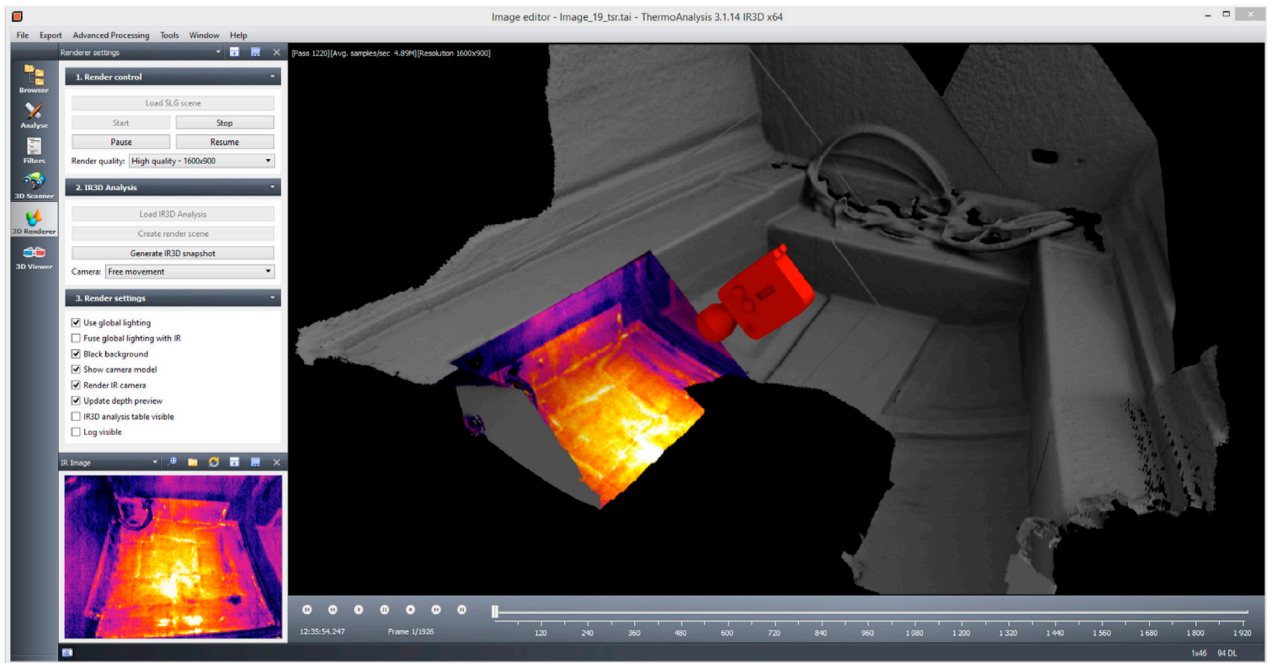 Image editor - Image_19_tsr.tai - ThermoAnalysis 3.1.14 IR3D x64
File Export Advanced Processing Tools Window Help
Renderer settings
[Pass 1220][Avg. samples/sec 4.89M][Resolution 1600x900]
Browser
Analyse
Filters
3D Scanner
3D Renderer
3D Viewer
1. Render control
Load SLG scene
Start Stop
Pause Resume
Render quality: High quality - 1600x900
2. IR3D Analysis
Load IR3D Analysis
Create render scene
Generate IR3D snapshot
Camera: Free movement
3. Render settings
Use global lighting
Fuse global lighting with IR
Black background
Show camera model
Render IR camera
Update depth preview
IR3D analysis table visible
Log visible
IR Image
12:35:54.247 Frame 1/1926
120 240 360 480 600 720 840 960 1 080 1 200 1 320 1 440 1 560 1 680 1 800 1 920
1x46 94 DL